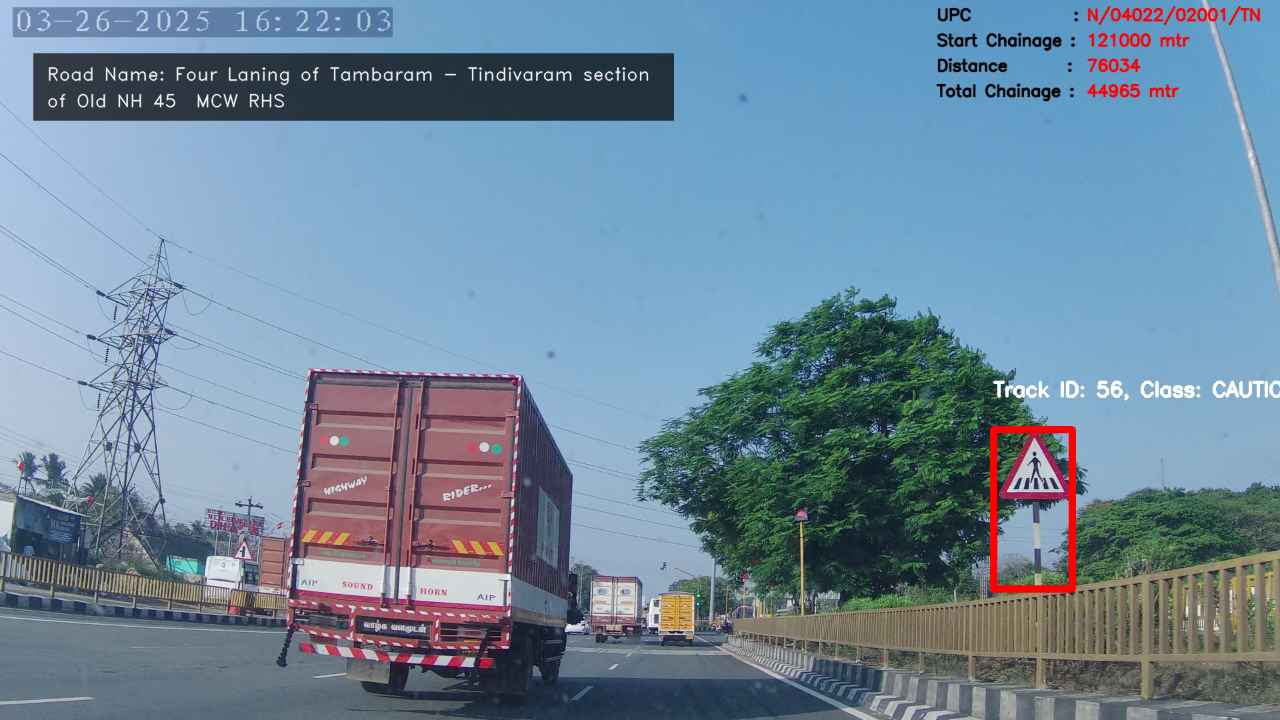 03-26-2025 16:22:03
Road Name: Four Laning of Tambaram - Tindivaram section
of Old NH 45 MCW RHS
UPC : N/04022/02001/TN
Start Chainage : 121000 mtr
Distance : 76034
Total Chainage : 44965 mtr
Track ID: 56, Class: CAUTIO
HIGHWAY
RIDER...
AIP SOUND HORN AIP
வாழ்க வளமுடன்